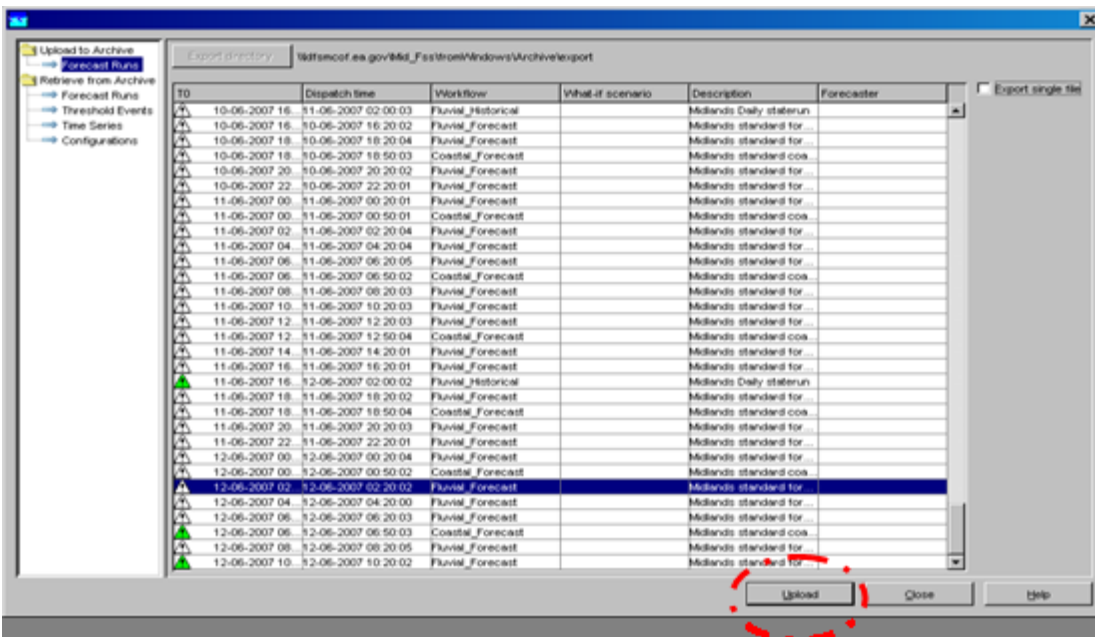 Upload to Archive
Forecast Runs
Retrieve from Archive
Forecast Runs
Threshold Events
Time Series
Configurations
Export directory
Export single file
T0 Dispatch time Workflow What-if scenario Description Forecaster
10-06-2007 16... 11-06-2007 02:00:03 Fluvial_Historical Midlands Daily staterun
10-06-2007 16... 10-06-2007 16:20:02 Fluvial_Forecast Midlands standard for...
10-06-2007 18... 10-06-2007 18:20:04 Fluvial_Forecast Midlands standard for...
10-06-2007 18... 10-06-2007 18:50:03 Coastal_Forecast Midlands standard coa...
10-06-2007 20... 10-06-2007 20:20:02 Fluvial_Forecast Midlands standard for...
10-06-2007 22... 10-06-2007 22:20:01 Fluvial_Forecast Midlands standard for...
11-06-2007 00... 11-06-2007 00:20:01 Fluvial_Forecast Midlands standard for...
11-06-2007 00... 11-06-2007 00:50:01 Coastal_Forecast Midlands standard coa...
11-06-2007 02... 11-06-2007 02:20:04 Fluvial_Forecast Midlands standard for...
11-06-2007 04... 11-06-2007 04:20:04 Fluvial_Forecast Midlands standard for...
11-06-2007 06... 11-06-2007 06:20:05 Fluvial_Forecast Midlands standard for...
11-06-2007 06... 11-06-2007 06:50:02 Coastal_Forecast Midlands standard coa...
11-06-2007 08... 11-06-2007 08:20:03 Fluvial_Forecast Midlands standard for...
11-06-2007 10... 11-06-2007 10:20:03 Fluvial_Forecast Midlands standard for...
11-06-2007 12... 11-06-2007 12:20:03 Fluvial_Forecast Midlands standard for...
11-06-2007 12... 11-06-2007 12:50:04 Coastal_Forecast Midlands standard coa...
11-06-2007 14... 11-06-2007 14:20:01 Fluvial_Forecast Midlands standard for...
11-06-2007 16... 11-06-2007 16:20:01 Fluvial_Forecast Midlands standard for...
11-06-2007 16... 12-06-2007 02:00:02 Fluvial_Historical Midlands Daily staterun
11-06-2007 18... 11-06-2007 18:20:02 Fluvial_Forecast Midlands standard for...
11-06-2007 18... 11-06-2007 18:50:04 Coastal_Forecast Midlands standard coa...
11-06-2007 20... 11-06-2007 20:20:03 Fluvial_Forecast Midlands standard for...
11-06-2007 22... 11-06-2007 22:20:01 Fluvial_Forecast Midlands standard for...
12-06-2007 00... 12-06-2007 00:20:04 Fluvial_Forecast Midlands standard for...
12-06-2007 00... 12-06-2007 00:50:02 Coastal_Forecast Midlands standard coa...
12-06-2007 02... 12-06-2007 02:20:02 Fluvial_Forecast Midlands standard for...
12-06-2007 04... 12-06-2007 04:20:00 Fluvial_Forecast Midlands standard for...
12-06-2007 06... 12-06-2007 06:20:03 Fluvial_Forecast Midlands standard for...
12-06-2007 06... 12-06-2007 06:50:03 Coastal_Forecast Midlands standard coa...
12-06-2007 08... 12-06-2007 08:20:05 Fluvial_Forecast Midlands standard for...
12-06-2007 10... 12-06-2007 10:20:02 Fluvial_Forecast Midlands standard for...
Upload Close Help